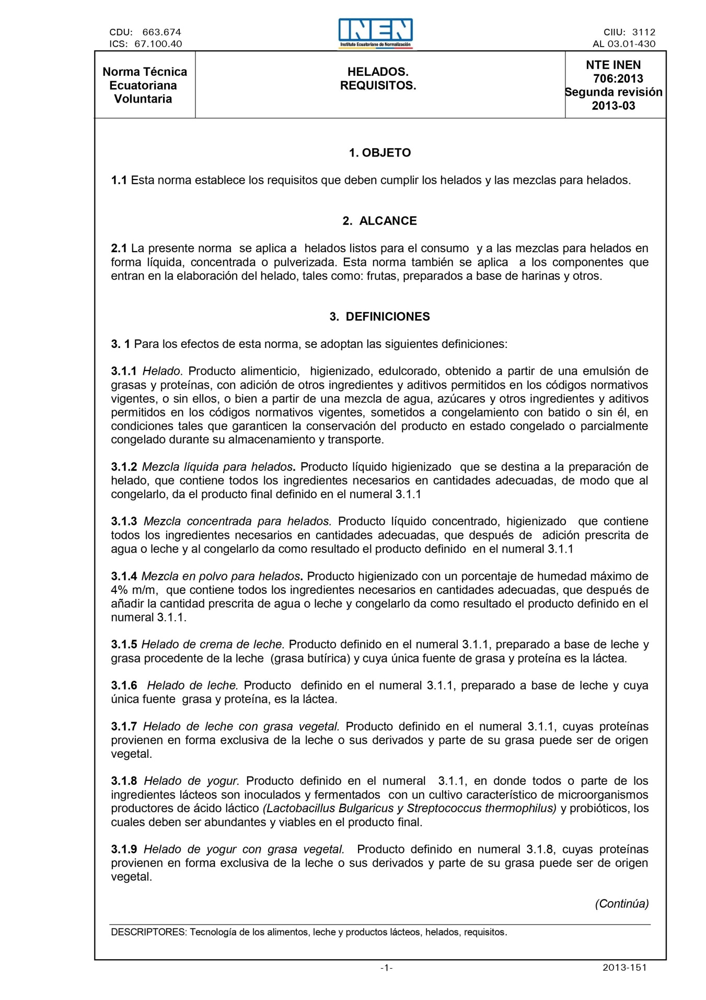 CDU: 663.674
ICS: 67.100.40
INEN
Instituto Ecuatoriano de Normalización
CIIU: 3112
AL 03.01-430
Norma Técnica
Ecuatoriana
Voluntaria
HELADOS.
REQUISITOS.
NTE INEN
706:2013
Segunda revisión
2013-03
1. OBJETO
1.1 Esta norma establece los requisitos que deben cumplir los helados y las mezclas para helados.
2. ALCANCE
2.1 La presente norma se aplica a helados listos para el consumo y a las mezclas para helados en
forma líquida, concentrada o pulverizada. Esta norma también se aplica a los componentes que
entran en la elaboración del helado, tales como: frutas, preparados a base de harinas y otros.
3. DEFINICIONES
3. 1 Para los efectos de esta norma, se adoptan las siguientes definiciones:
3.1.1 Helado. Producto alimenticio, higienizado, edulcorado, obtenido a partir de una emulsión de
grasas y proteínas, con adición de otros ingredientes y aditivos permitidos en los códigos normativos
vigentes, o sin ellos, o bien a partir de una mezcla de agua, azúcares y otros ingredientes y aditivos
permitidos en los códigos normativos vigentes, sometidos a congelamiento con batido o sin él, en
condiciones tales que garanticen la conservación del producto en estado congelado o parcialmente
congelado durante su almacenamiento y transporte.
3.1.2 Mezcla líquida para helados. Producto líquido higienizado que se destina a la preparación de
helado, que contiene todos los ingredientes necesarios en cantidades adecuadas, de modo que al
congelarlo, da el producto final definido en el numeral 3.1.1
3.1.3 Mezcla concentrada para helados. Producto líquido concentrado, higienizado que contiene
todos los ingredientes necesarios en cantidades adecuadas, que después de adición prescrita de
agua o leche y al congelarlo da como resultado el producto definido en el numeral 3.1.1
3.1.4 Mezcla en polvo para helados. Producto higienizado con un porcentaje de humedad máximo de
4% m/m, que contiene todos los ingredientes necesarios en cantidades adecuadas, que después de
añadir la cantidad prescrita de agua o leche y congelarlo da como resultado el producto definido en el
numeral 3.1.1.
3.1.5 Helado de crema de leche. Producto definido en el numeral 3.1.1, preparado a base de leche y
grasa procedente de la leche (grasa butírica) y cuya única fuente de grasa y proteína es la láctea.
3.1.6 Helado de leche. Producto definido en el numeral 3.1.1, preparado a base de leche y cuya
única fuente grasa y proteína, es la láctea.
3.1.7 Helado de leche con grasa vegetal. Producto definido en el numeral 3.1.1, cuyas proteínas
provienen en forma exclusiva de la leche o sus derivados y parte de su grasa puede ser de origen
vegetal.
3.1.8 Helado de yogur. Producto definido en el numeral 3.1.1, en donde todos o parte de los
ingredientes lácteos son inoculados y fermentados con un cultivo característico de microorganismos
productores de ácido láctico (Lactobacillus Bulgaricus y Streptococcus thermophilus) y probióticos, los
cuales deben ser abundantes y viables en el producto final.
3.1.9 Helado de yogur con grasa vegetal. Producto definido en numeral 3.1.8, cuyas proteínas
provienen en forma exclusiva de la leche o sus derivados y parte de su grasa puede ser de origen
vegetal.
(Continúa)
DESCRIPTORES: Tecnología de los alimentos, leche y productos lácteos, helados, requisitos.
-1-
2013-151